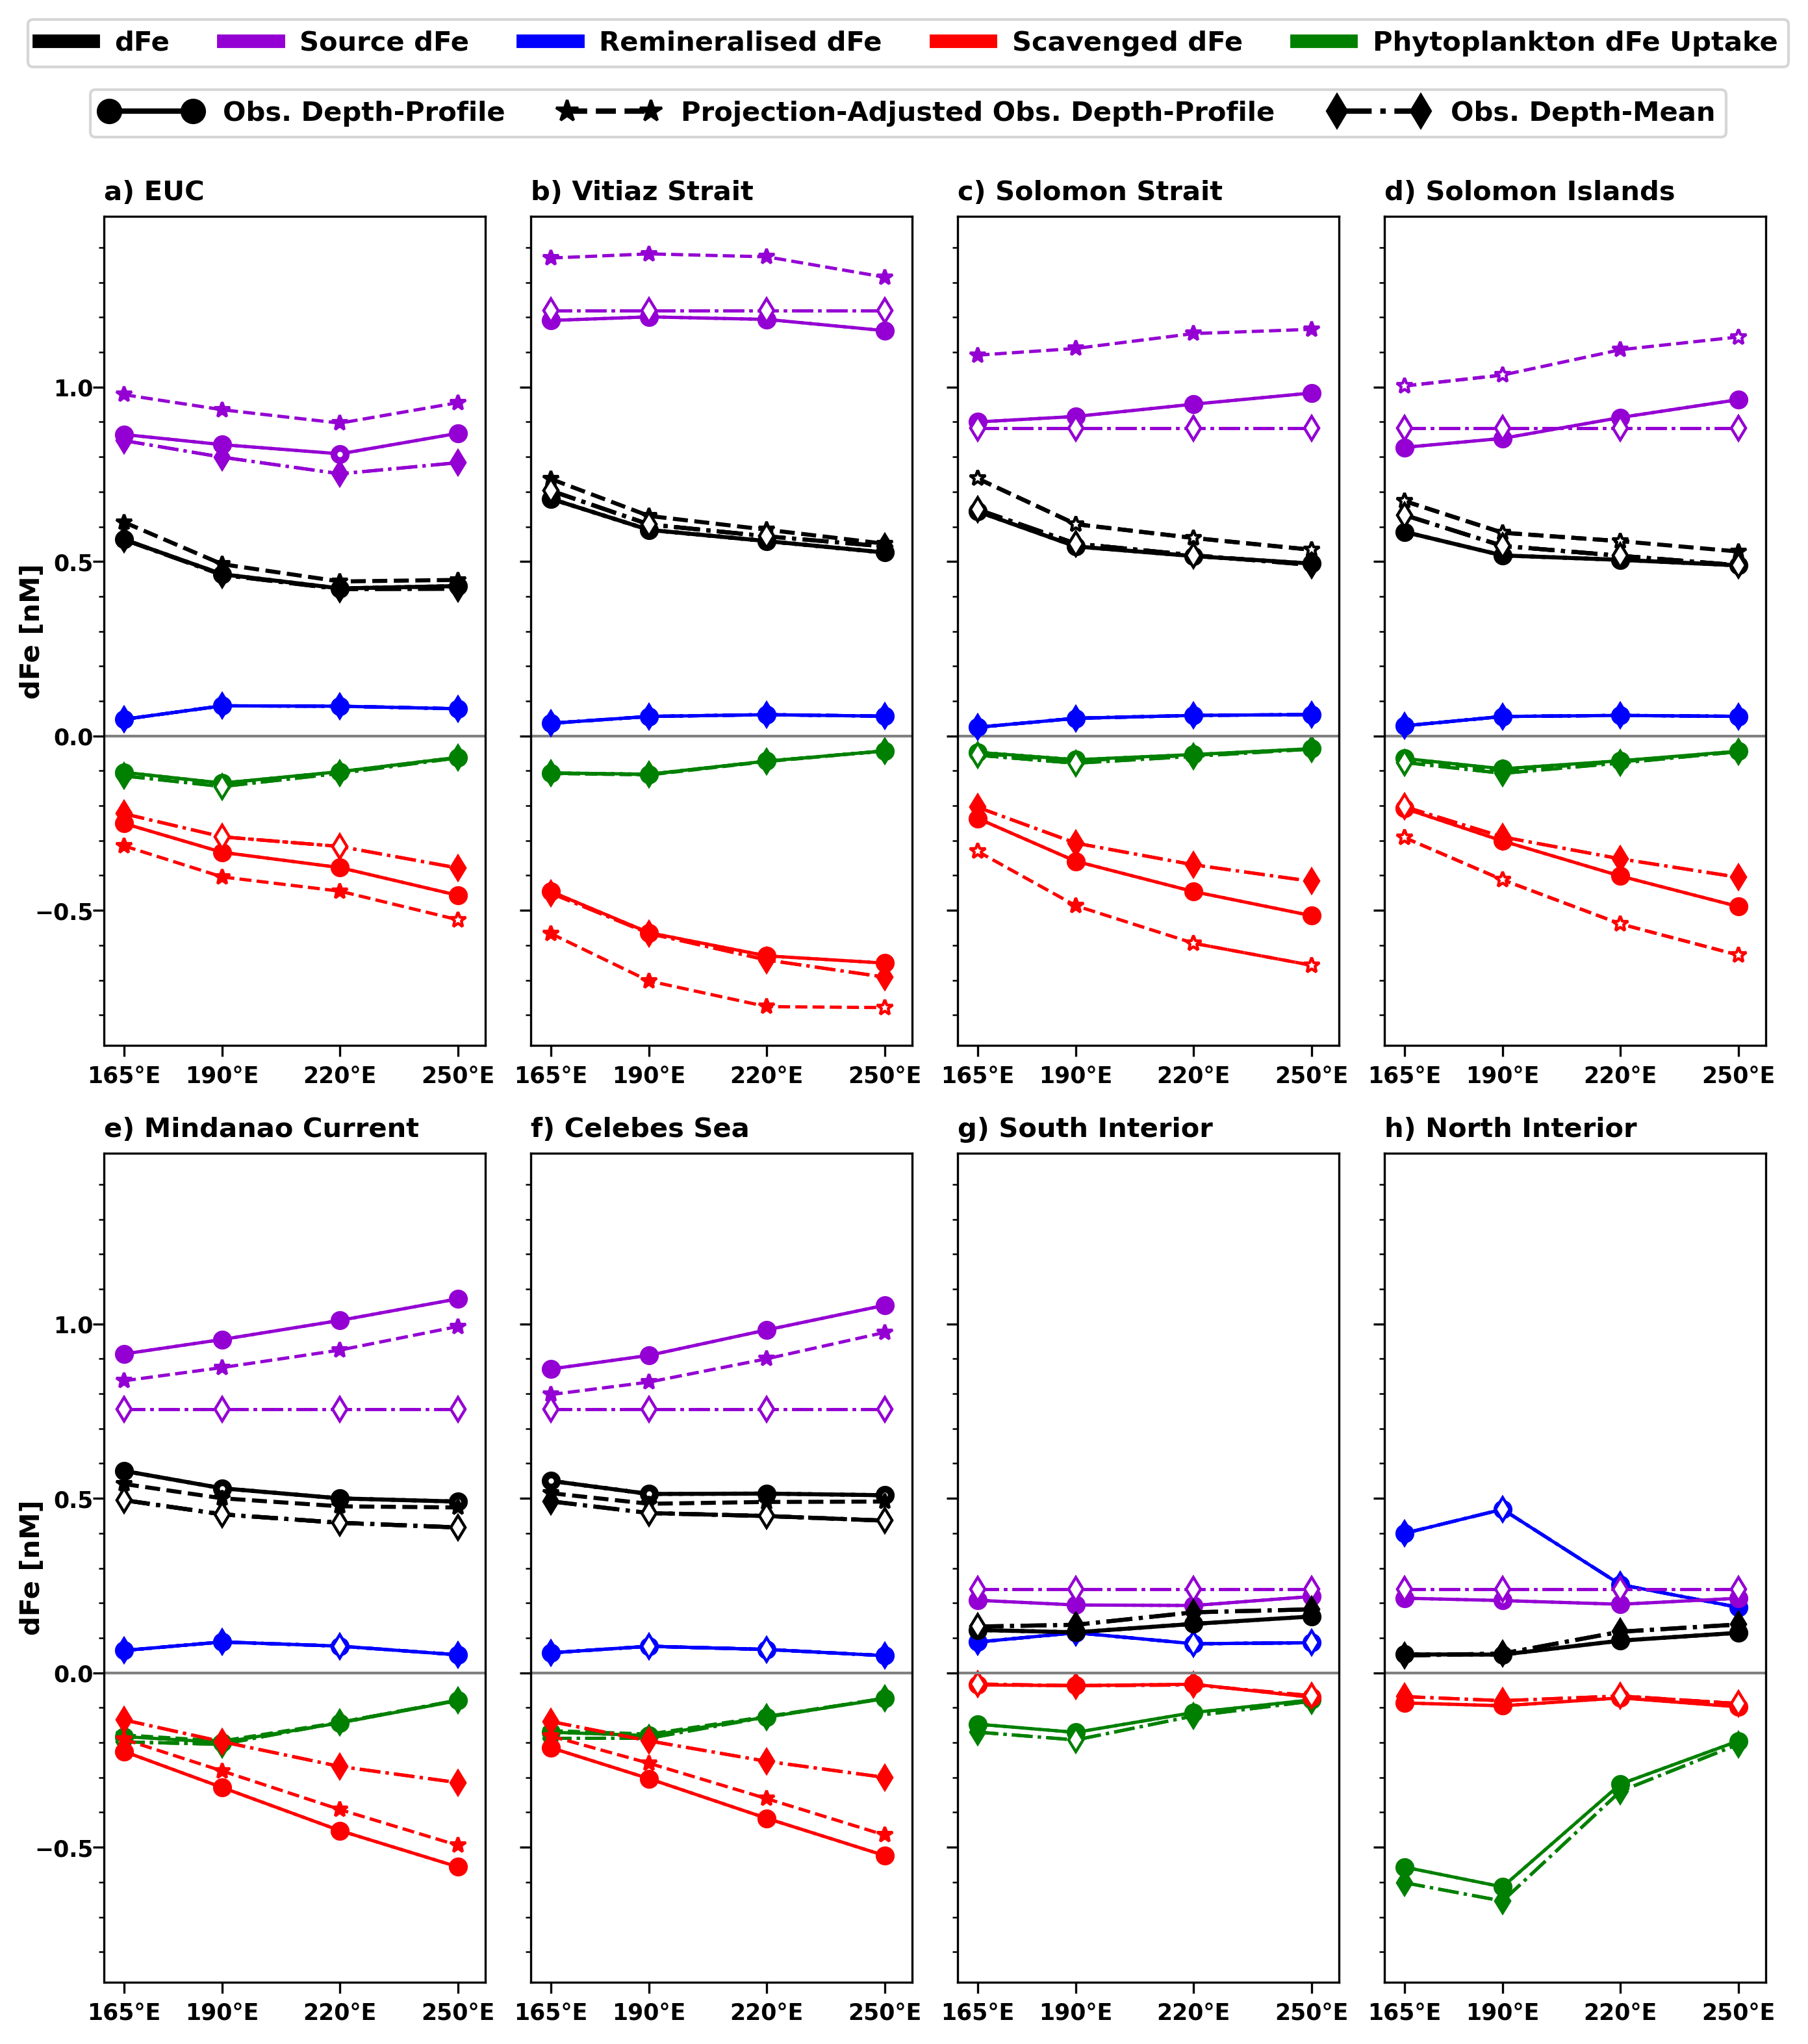 dFe Source dFe Remineralised dFe Scavenged dFe Phytoplankton dFe Uptake
Obs. Depth-Profile Projection-Adjusted Obs. Depth-Profile Obs. Depth-Mean
a) EUC b) Vitiaz Strait c) Solomon Strait d) Solomon Islands
1.0
0.5
0.0
−0.5
dFe [nM]
165°E 190°E 220°E 250°E 165°E 190°E 220°E 250°E 165°E 190°E 220°E 250°E 165°E 190°E 220°E 250°E
e) Mindanao Current f) Celebes Sea g) South Interior h) North Interior
1.0
0.5
0.0
−0.5
dFe [nM]
165°E 190°E 220°E 250°E 165°E 190°E 220°E 250°E 165°E 190°E 220°E 250°E 165°E 190°E 220°E 250°E